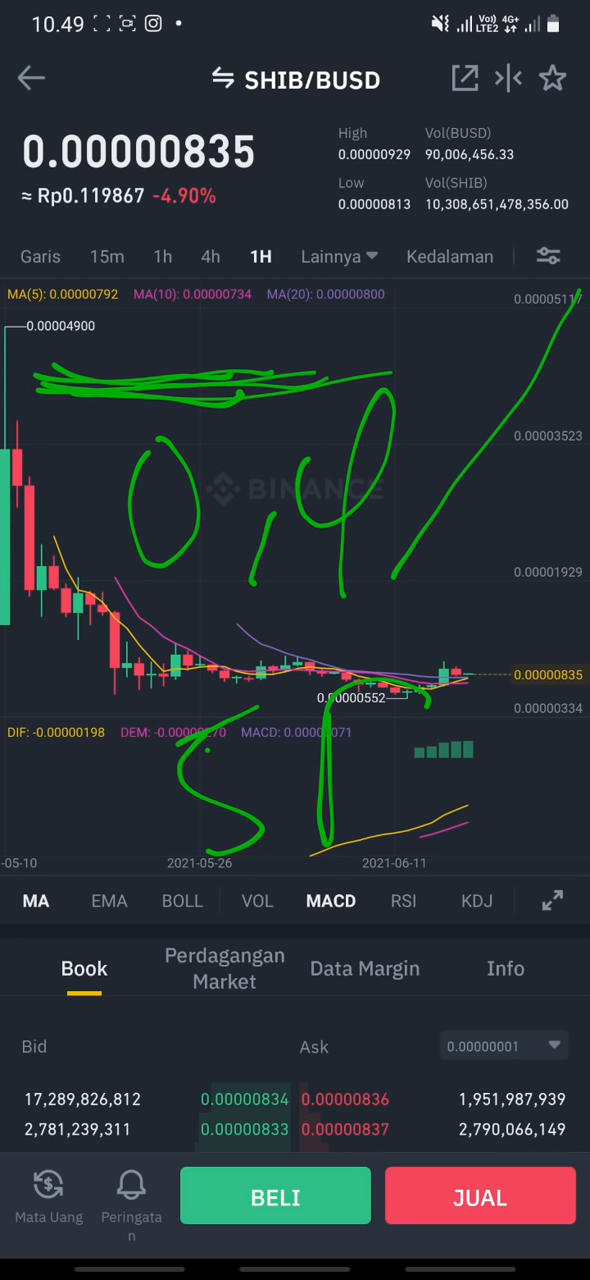 10.49 Vo)) LTE2 4G+
SHIB/BUSD
0.00000835
≈ Rp0.119867 -4.90%
High Vol(BUSD)
0.00000929 90,006,456.33
Low Vol(SHIB)
0.00000813 10,308,651,478,356.00
Garis 15m 1h 4h 1H Lainnya Kedalaman
MA(5): 0.00000792 MA(10): 0.00000734 MA(20): 0.00000800
0.00005117
0.00004900
0.00003523
0,4
BINANCE
0.00001929
0.00000835
0.00000552
0.00000334
DIF: -0.00000198 DEM: -0.00000270 MACD: 0.00000071
-05-10 2021-05-26 2021-06-11
MA EMA BOLL VOL MACD RSI KDJ
Book Perdagangan Market Data Margin Info
Bid Ask 0.00000001
17,289,826,812 0.00000834 0.00000836 1,951,987,939
2,781,239,311 0.00000833 0.00000837 2,790,066,149
Mata Uang Peringatan BELI JUAL